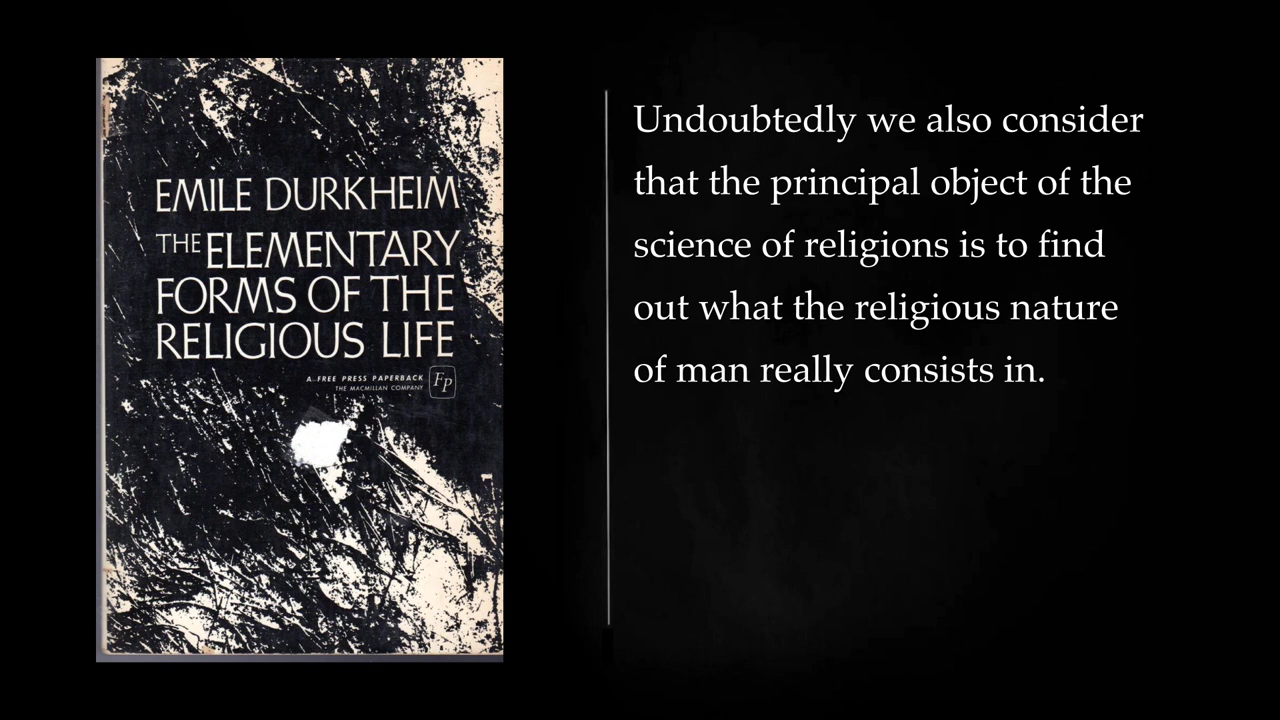 EMILE DURKHEIM
THE ELEMENTARY
FORMS OF THE
RELIGIOUS LIFE
A FREE PRESS PAPERBACK
THE MACMILLAN COMPANY
Fp
Undoubtedly we also consider
that the principal object of the
science of religions is to find
out what the religious nature
of man really consists in.